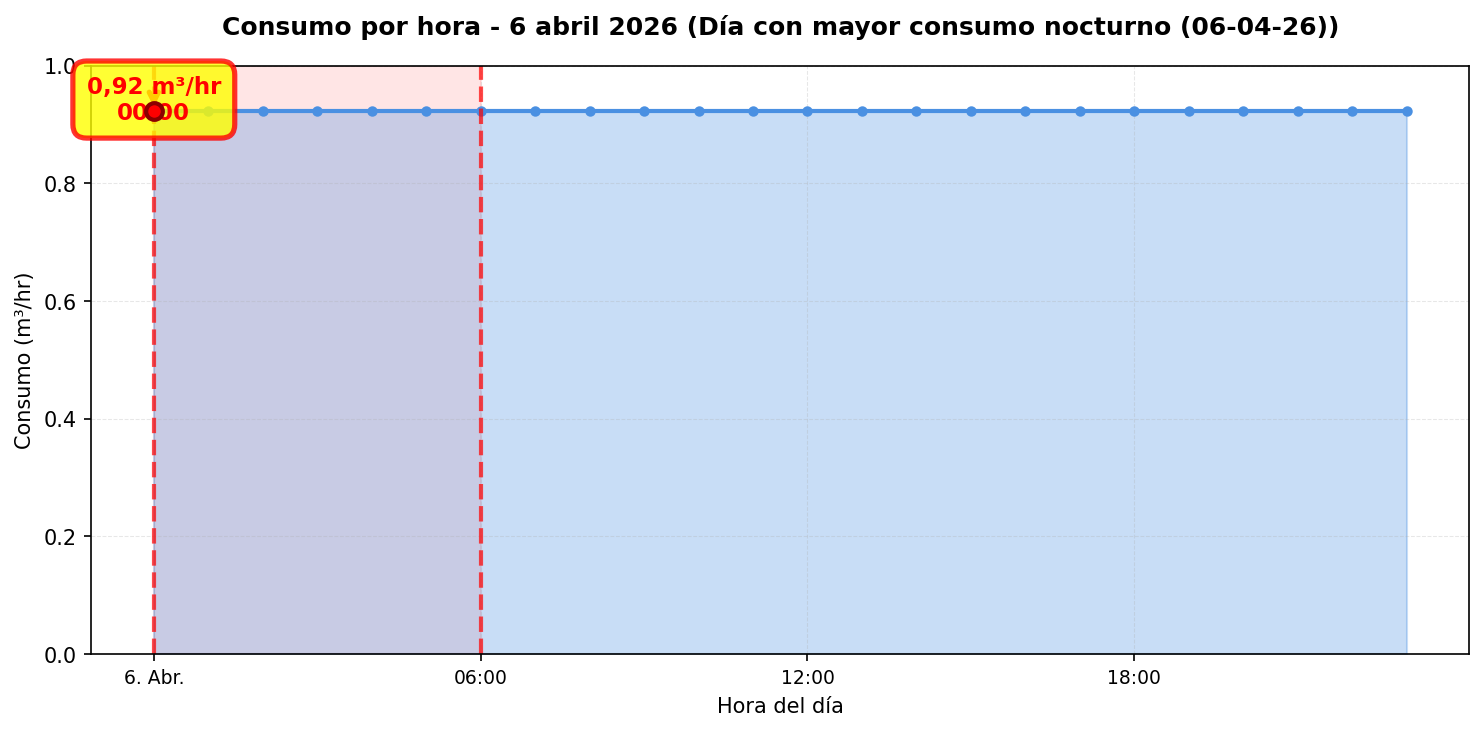 Consumo por hora - 6 abril 2026 (Día con mayor consumo nocturno (06-04-26))
1.0
0,92 m³/hr
00:00
0.8
0.6
0.4
0.2
0.0
Consumo (m³/hr)
6. Abr.
06:00
12:00
18:00
Hora del día